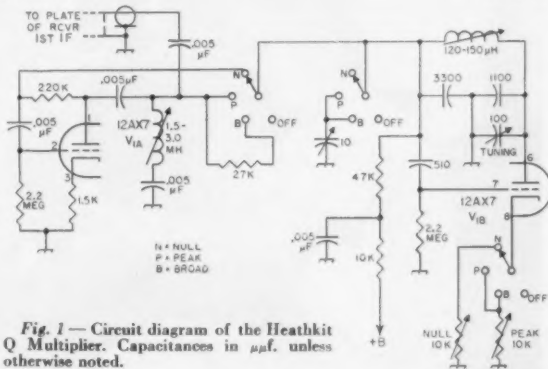 TO PLATE
OF RCVR
1ST IF
.005
μF
120-150μH
220K
.005μF
N
P
B
OFF
N
P
B
3300
1100
.005
μF
1
2
3
12AX7
V1A
1.5-
3.0
MH
10
100
TUNING
510
6
7
8
12AX7
V1B
27K
47K
2.2
MEG
1.5K
.005
μF
.005
μF
10K
2.2
MEG
N
P
B
OFF
N = NULL
P = PEAK
B = BROAD
+B
NULL
10K
PEAK
10K
Fig. 1 — Circuit diagram of the Heathkit
Q Multiplier. Capacitances in μμf. unless
otherwise noted.